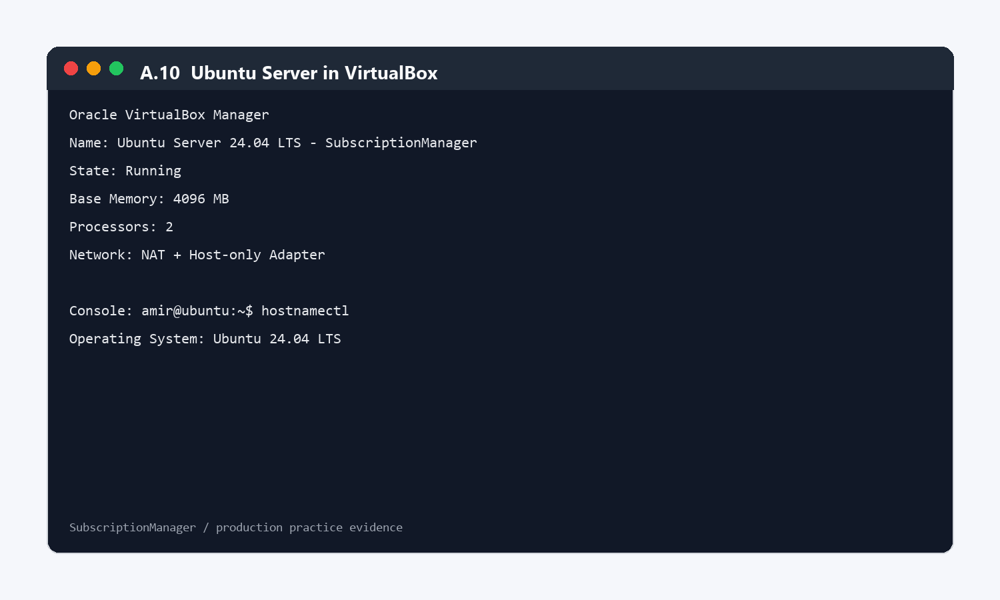 A.10 Ubuntu Server in VirtualBox
Oracle VirtualBox Manager
Name: Ubuntu Server 24.04 LTS - SubscriptionManager
State: Running
Base Memory: 4096 MB
Processors: 2
Network: NAT + Host-only Adapter
Console: amir@ubuntu:~$ hostnamectl
Operating System: Ubuntu 24.04 LTS
SubscriptionManager / production practice evidence